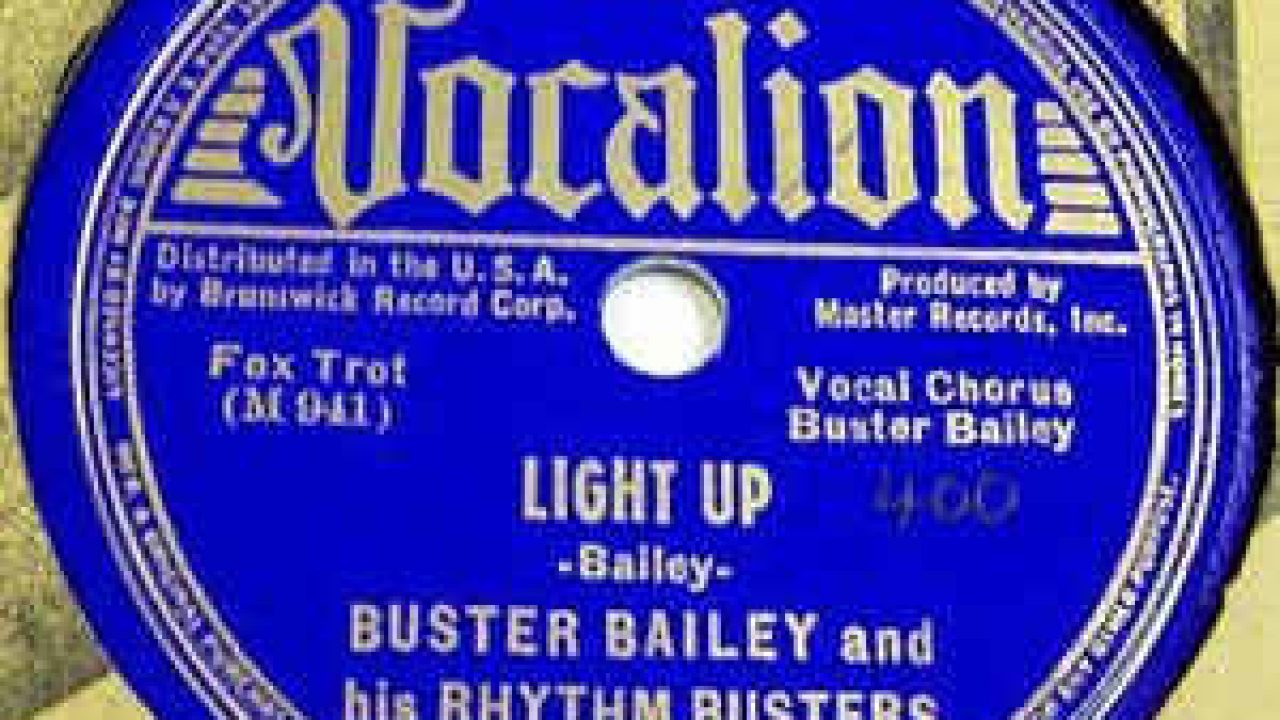 Vocalion
Distributed in the U. S. A.
by Brunswick Record Corp.
Produced by
Master Records, Inc.
Fox Trot
(M 941)
Vocal Chorus
Buster Bailey
LIGHT UP
400
-Bailey-
BUSTER BAILEY and
his RHYTHM BUSTERS